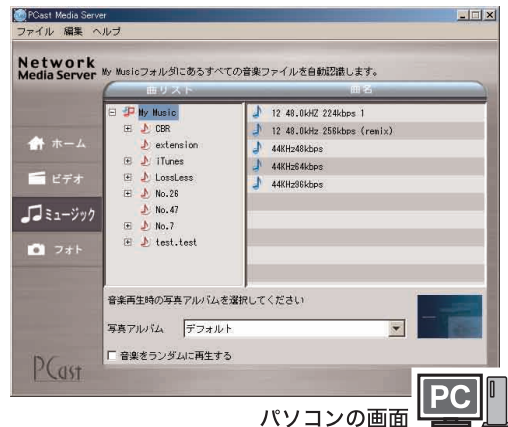 PCast Media Server
ファイル 編集 ヘルプ
Network
Media Server My Musicフォルダにあるすべての音楽ファイルを自動認識します。
曲リスト 曲名
My Music
CBR
extension
iTunes
LossLess
No.26
No.47
No.7
test.test
12 48.0kHZ 224kbps 1
12 48.0kHz 256kbps (remix)
44KHz48kbps
44KHz64kbps
44KHz96kbps
ホーム
ビデオ
ミュージック
フォト
音楽再生時の写真アルバムを選択してください
写真アルバム デフォルト
音楽をランダムに再生する
PCast
パソコンの画面 PC